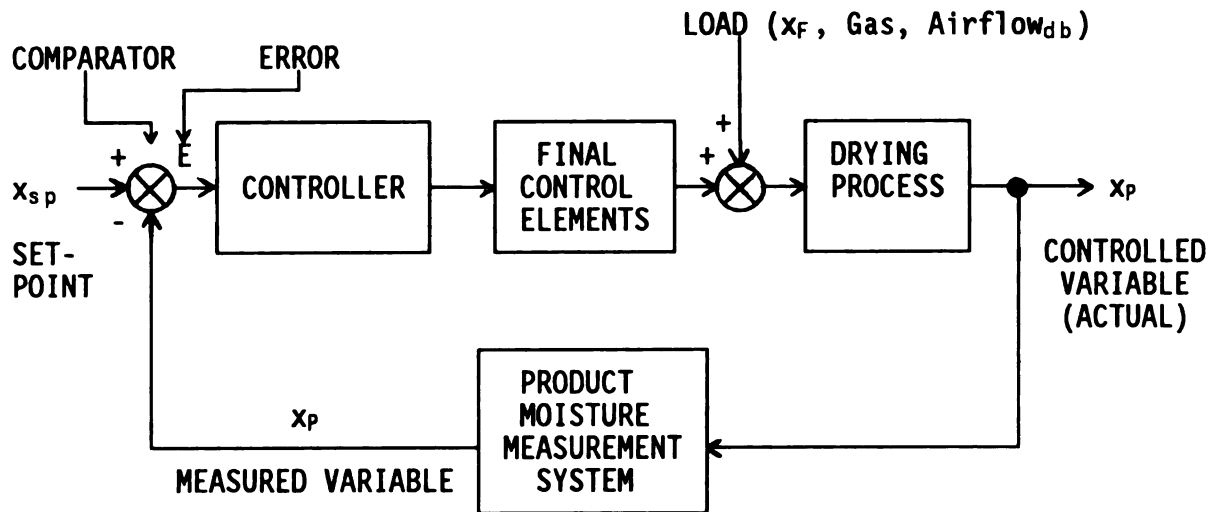 LOAD (xF, Gas, Airflowdb)
COMPARATOR
ERROR
+
E
CONTROLLER
FINAL
CONTROL
ELEMENTS
+
+
DRYING
PROCESS
xsp
-
xP
SET-
POINT
CONTROLLED
VARIABLE
(ACTUAL)
PRODUCT
MOISTURE
MEASUREMENT
SYSTEM
xP
MEASURED VARIABLE